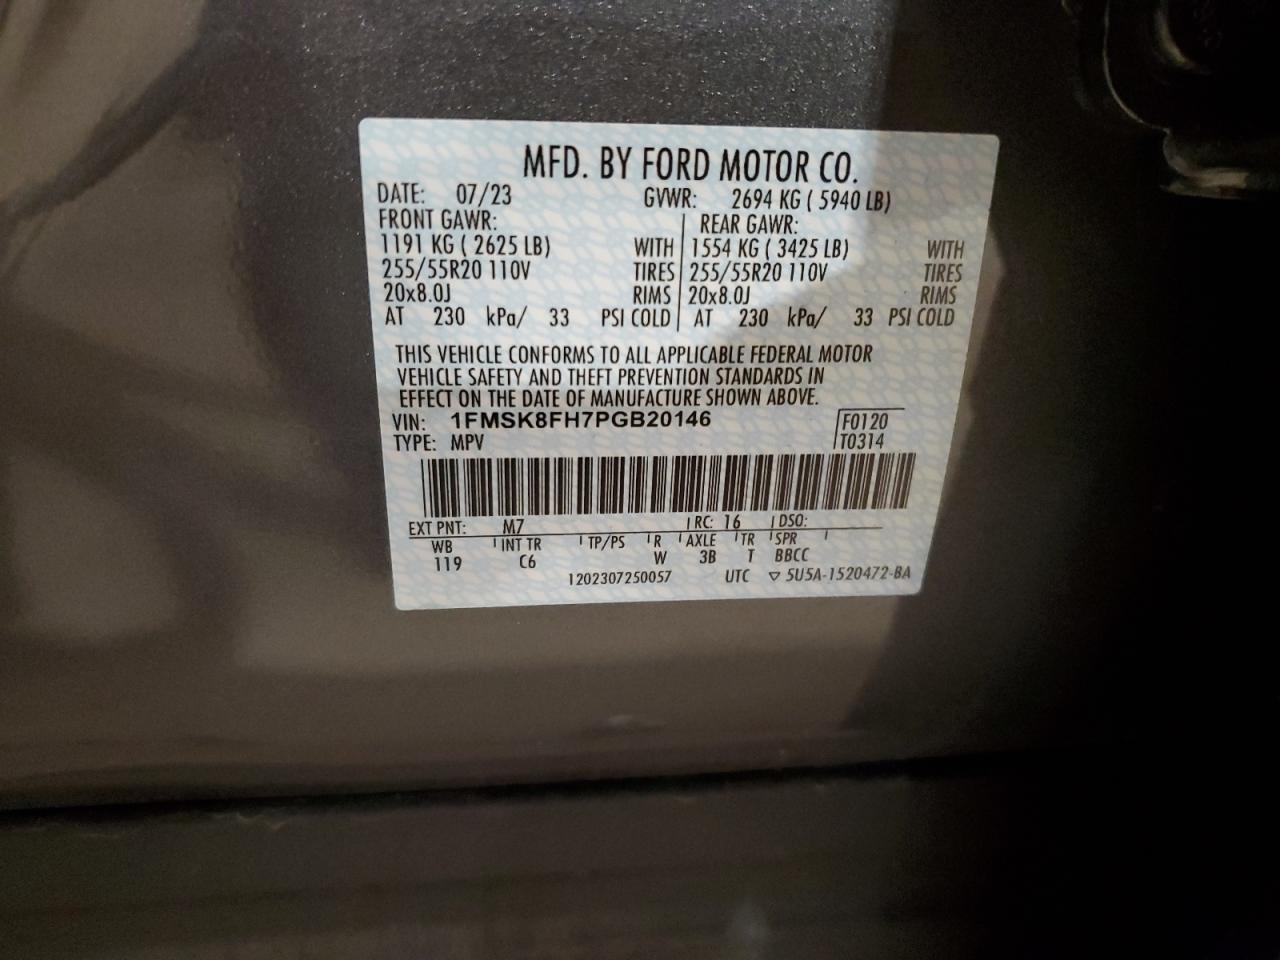 MFD. BY FORD MOTOR CO.
DATE: 07/23 GVWR: 2694 KG ( 5940 LB)
FRONT GAWR: REAR GAWR:
1191 KG ( 2625 LB) WITH 1554 KG ( 3425 LB) WITH
255/55R20 110V TIRES 255/55R20 110V TIRES
20x8.0J RIMS 20x8.0J RIMS
AT 230 kPa/ 33 PSI COLD AT 230 kPa/ 33 PSI COLD
THIS VEHICLE CONFORMS TO ALL APPLICABLE FEDERAL MOTOR
VEHICLE SAFETY AND THEFT PREVENTION STANDARDS IN
EFFECT ON THE DATE OF MANUFACTURE SHOWN ABOVE.
VIN: 1FMSK8FH7PGB20146 F0120
TYPE: MPV T0314
EXT PNT: M7 RC: 16 DSO:
WB INT TR TP/PS R AXLE TR SPR
119 C6 W 3B T BBCC
1202307250057 UTC ▽ 5U5A-1520472-BA